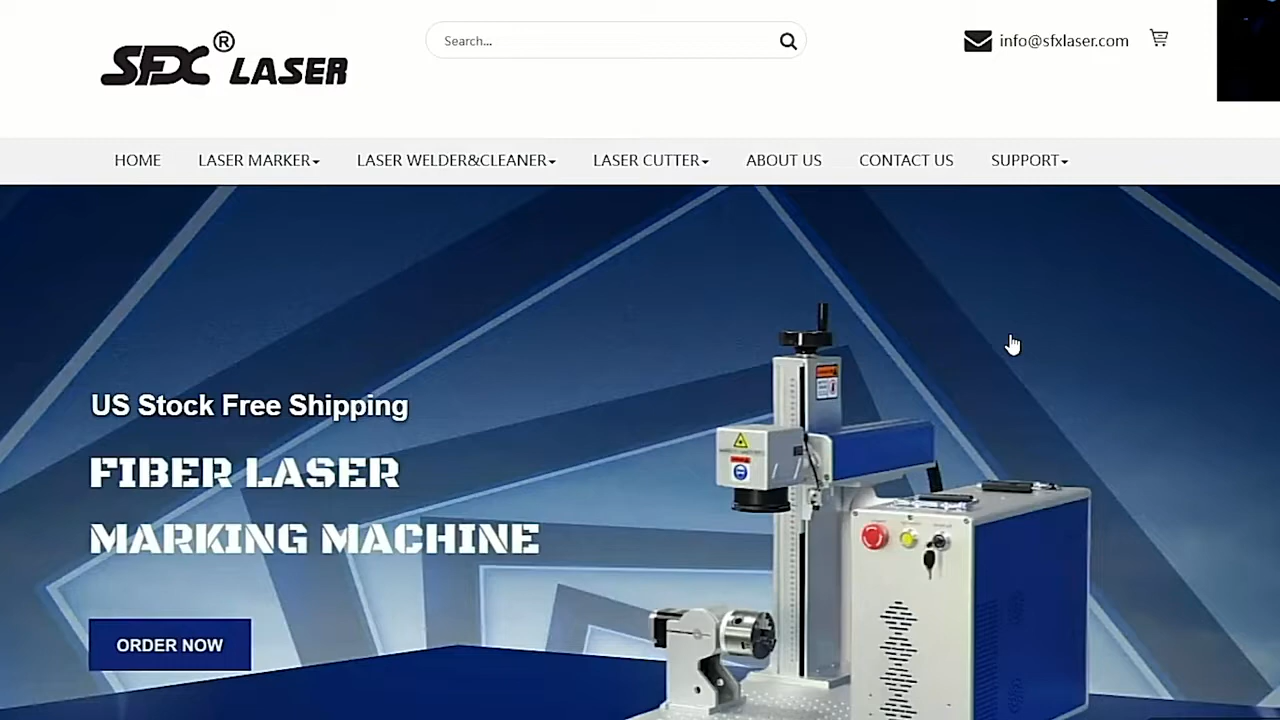 SFX® LASER
Search...
info@sfxlaser.com
HOME
LASER MARKER
LASER WELDER&CLEANER
LASER CUTTER
ABOUT US
CONTACT US
SUPPORT
US Stock Free Shipping
FIBER LASER
MARKING MACHINE
ORDER NOW